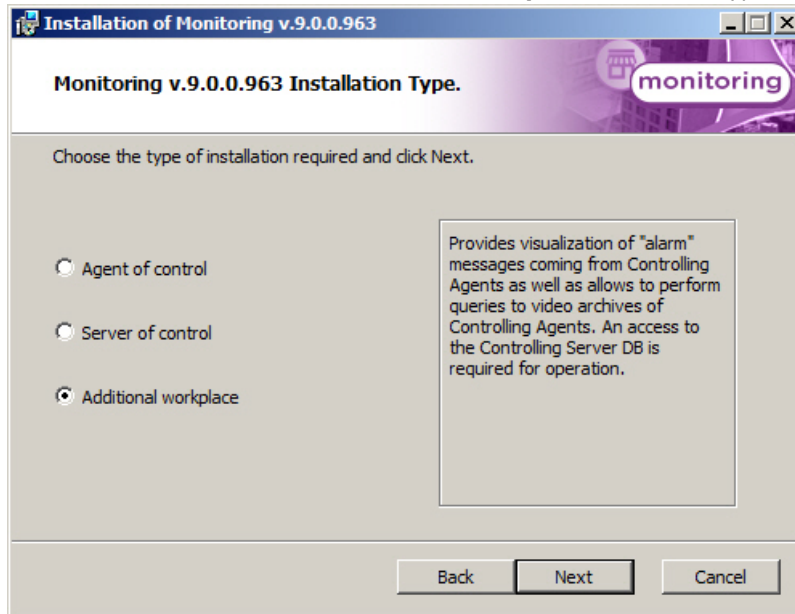 Installation of Monitoring v.9.0.0.963
Monitoring v.9.0.0.963 Installation Type.
monitoring
Choose the type of installation required and click Next.
Agent of control
Server of control
Additional workplace
Provides visualization of "alarm"
messages coming from Controlling
Agents as well as allows to perform
queries to video archives of
Controlling Agents. An access to
the Controlling Server DB is
required for operation.
Back
Next
Cancel